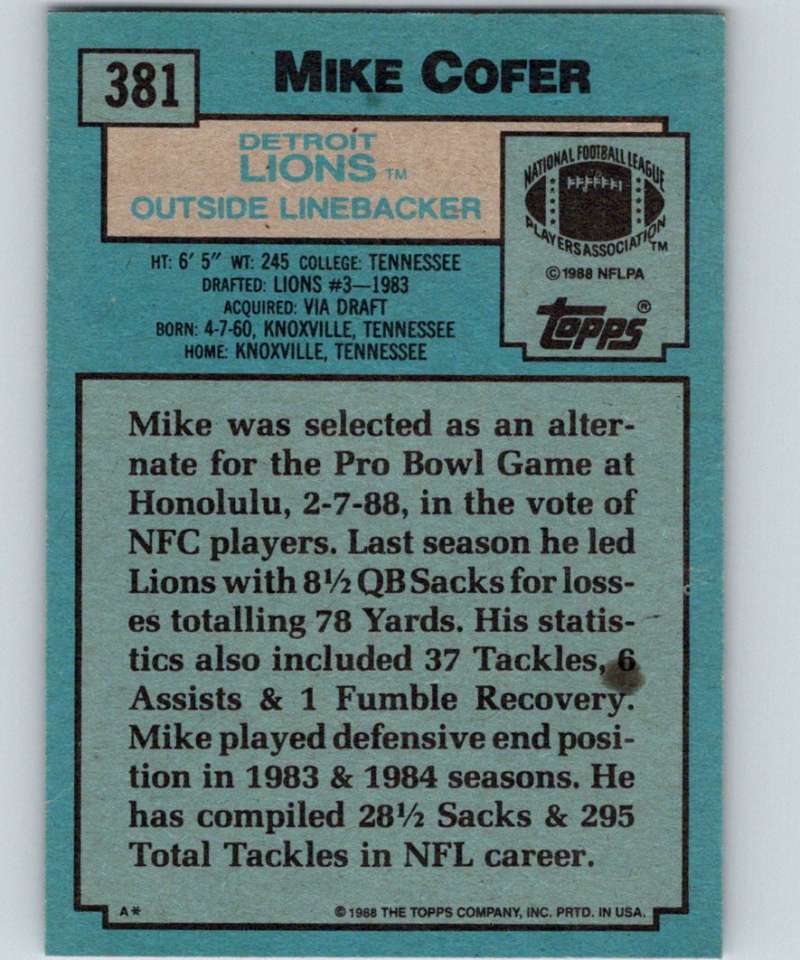 381
MIKE COFER
DETROIT
LIONS TM
OUTSIDE LINEBACKER
NATIONAL FOOTBALL LEAGUE
PLAYERS ASSOCIATION TM
© 1988 NFLPA
Topps®
HT: 6' 5" WT: 245 COLLEGE: TENNESSEE
DRAFTED: LIONS #3—1983
ACQUIRED: VIA DRAFT
BORN: 4-7-60, KNOXVILLE, TENNESSEE
HOME: KNOXVILLE, TENNESSEE
Mike was selected as an alter-
nate for the Pro Bowl Game at
Honolulu, 2-7-88, in the vote of
NFC players. Last season he led
Lions with 8½ QB Sacks for loss-
es totalling 78 Yards. His statis-
tics also included 37 Tackles, 6
Assists & 1 Fumble Recovery.
Mike played defensive end posi-
tion in 1983 & 1984 seasons. He
has compiled 28½ Sacks & 295
Total Tackles in NFL career.
A* © 1988 THE TOPPS COMPANY, INC. PRTD. IN USA.